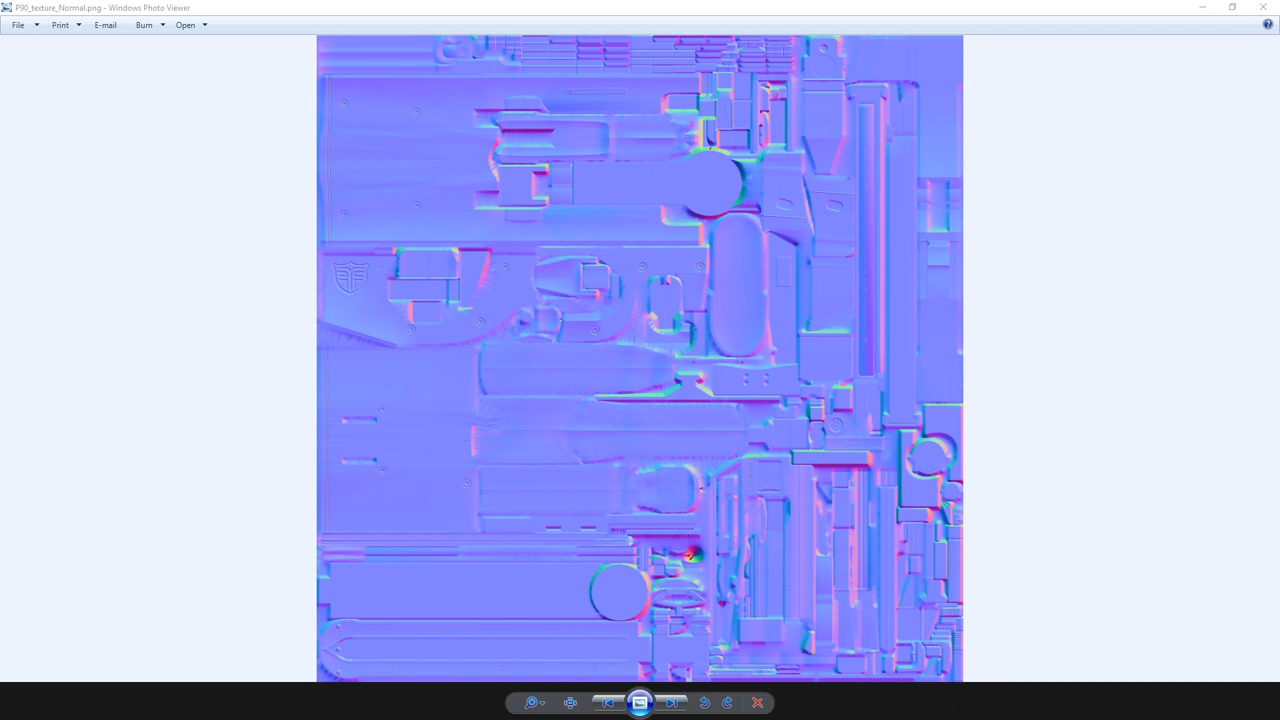 P90_texture_Normal.png - Windows Photo Viewer
File Print E-mail Burn Open